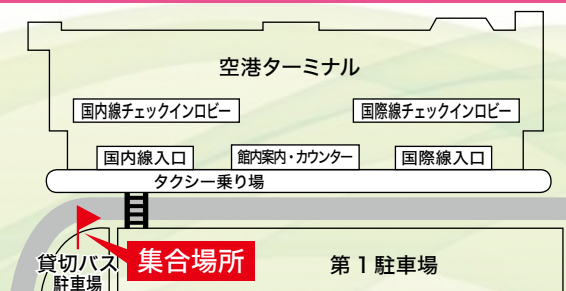 空港ターミナル
国内線チェックインロビー
国際線チェックインロビー
国内線入口
館内案内・カウンター
国際線入口
タクシー乗り場
貸切バス
駐車場
集合場所
第1駐車場